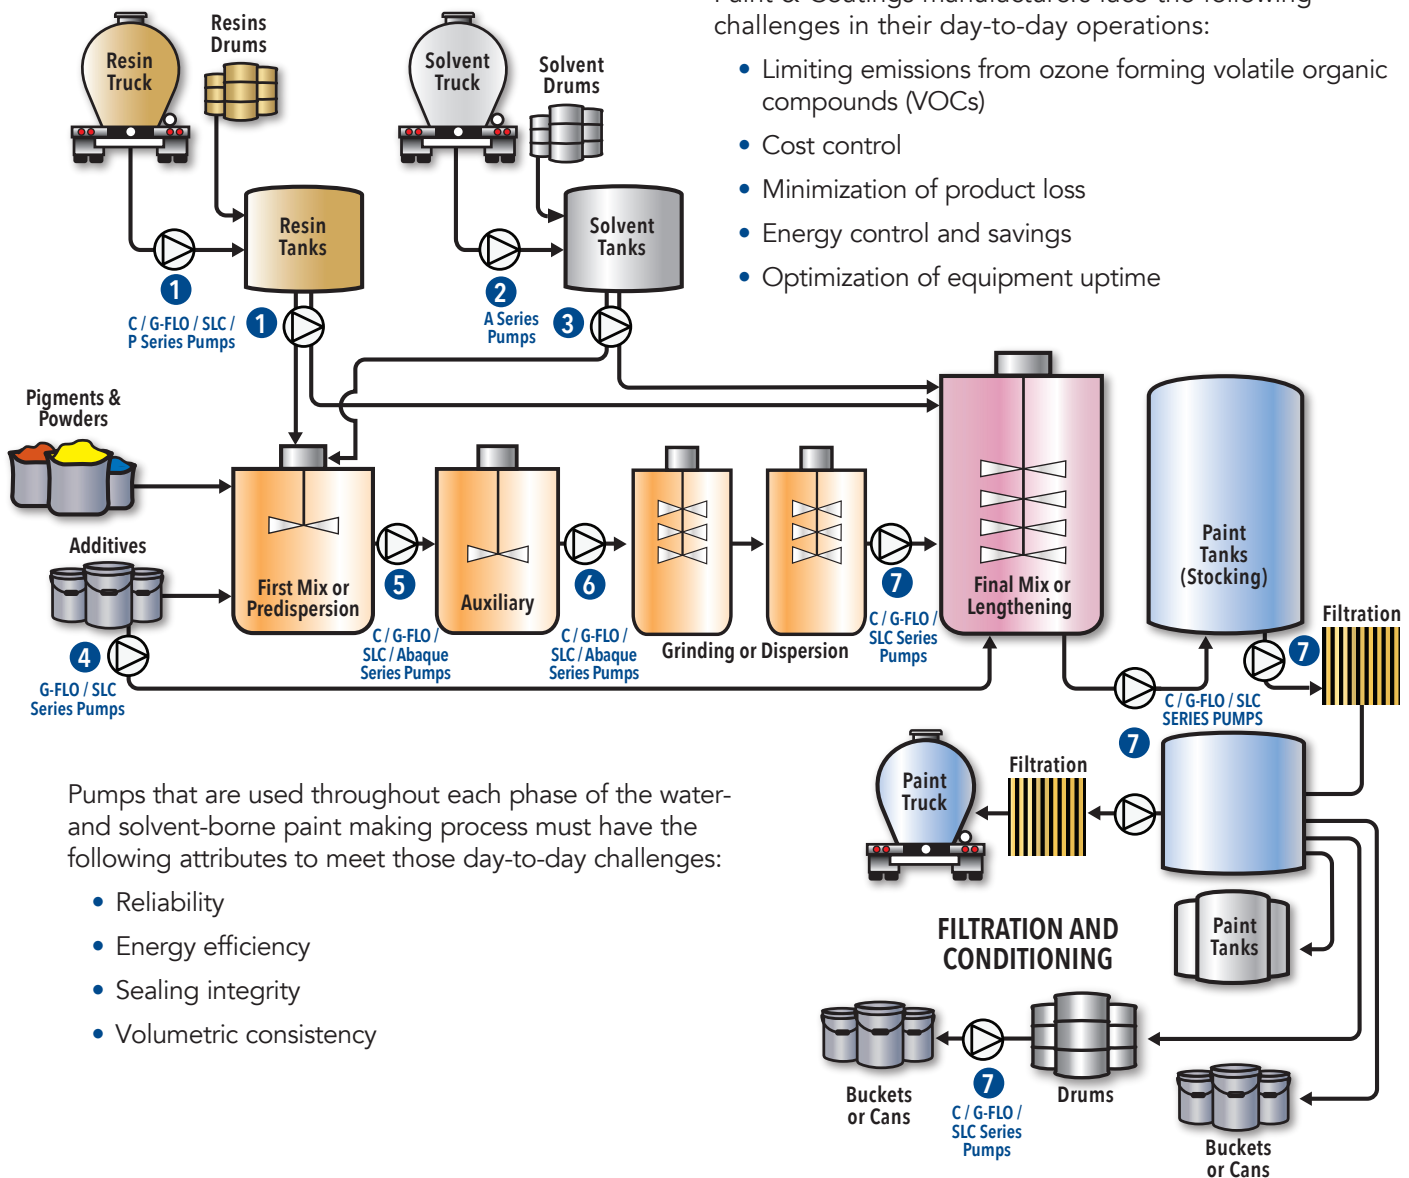 Paint & Coatings manufacturers face the following
challenges in their day-to-day operations:
• Limiting emissions from ozone forming volatile organic
compounds (VOCs)
• Cost control
• Minimization of product loss
• Energy control and savings
• Optimization of equipment uptime
Resin
Truck
Resins
Drums
Solvent
Truck
Solvent
Drums
Resin
Tanks
Solvent
Tanks
1
C / G-FLO / SLC /
P Series Pumps
1
2
A Series
Pumps
3
Pigments &
Powders
Additives
First Mix or
Predispersion
5
C / G-FLO /
SLC / Abaque
Series Pumps
Auxiliary
6
C / G-FLO /
SLC / Abaque
Series Pumps
Grinding or Dispersion
7
C / G-FLO /
SLC Series
Pumps
Final Mix or
Lengthening
Paint
Tanks
(Stocking)
Filtration
7
4
G-FLO / SLC
Series Pumps
C / G-FLO / SLC
SERIES PUMPS
7
Paint
Truck
Filtration
Pumps that are used throughout each phase of the water-
and solvent-borne paint making process must have the
following attributes to meet those day-to-day challenges:
• Reliability
• Energy efficiency
• Sealing integrity
• Volumetric consistency
FILTRATION AND
CONDITIONING
Paint
Tanks
Buckets
or Cans
7
C / G-FLO /
SLC Series
Pumps
Drums
Buckets
or Cans